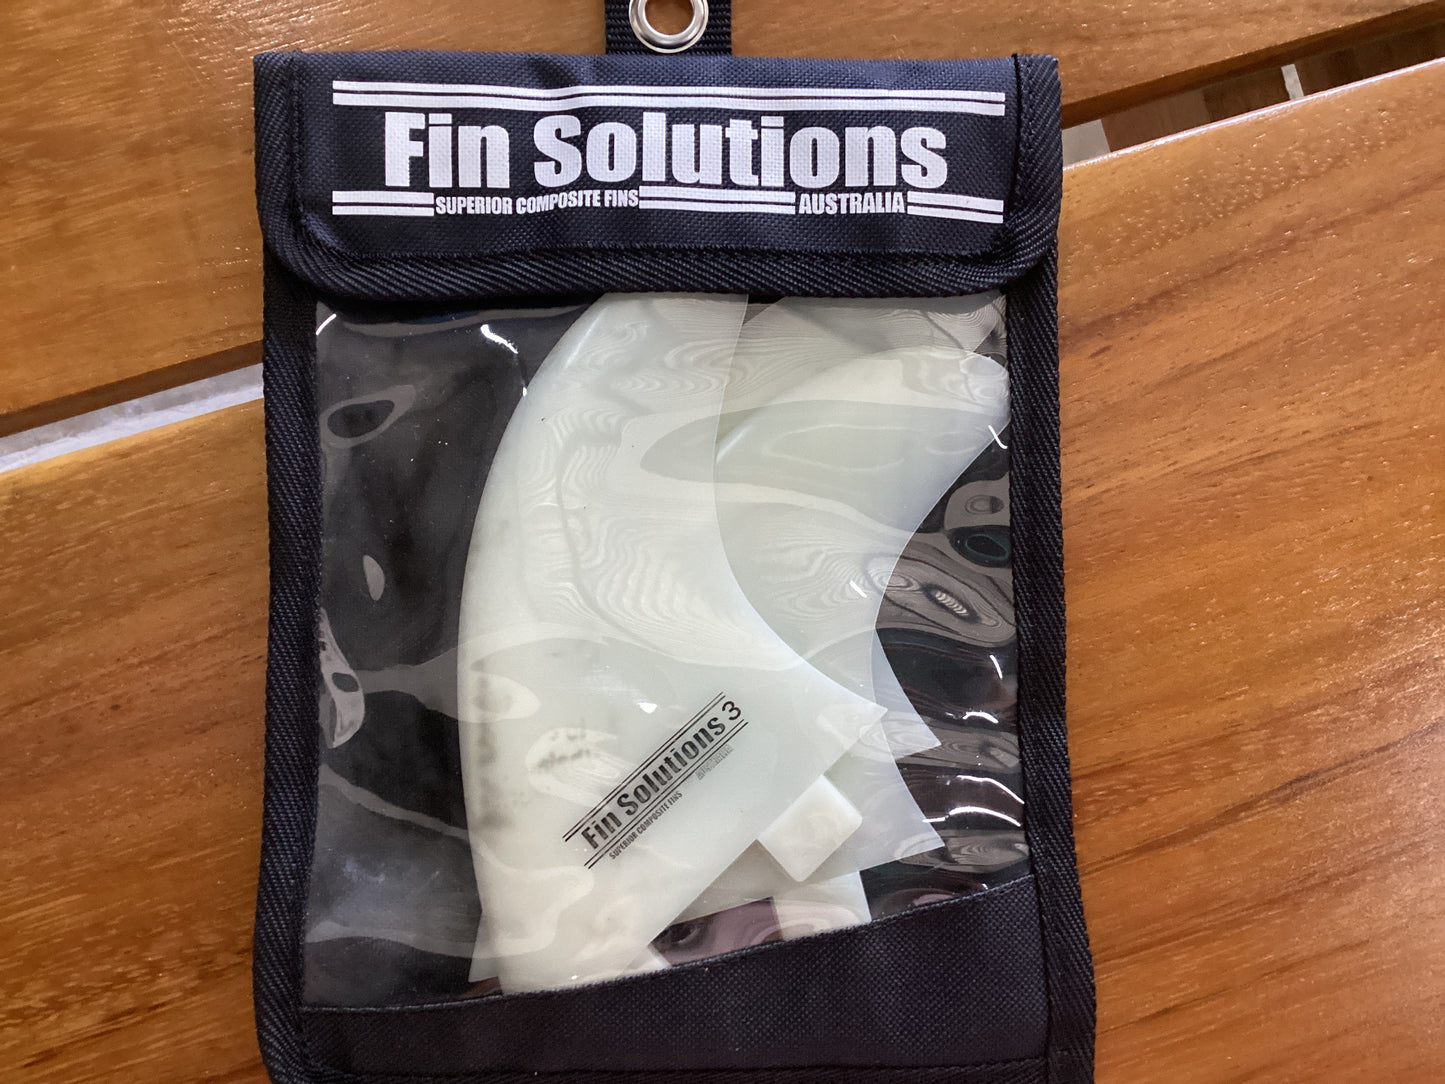 Fin Solutions
SUPERIOR COMPOSITE FINS AUSTRALIA
Fin Solutions 3
SUPERIOR COMPOSITE FINS